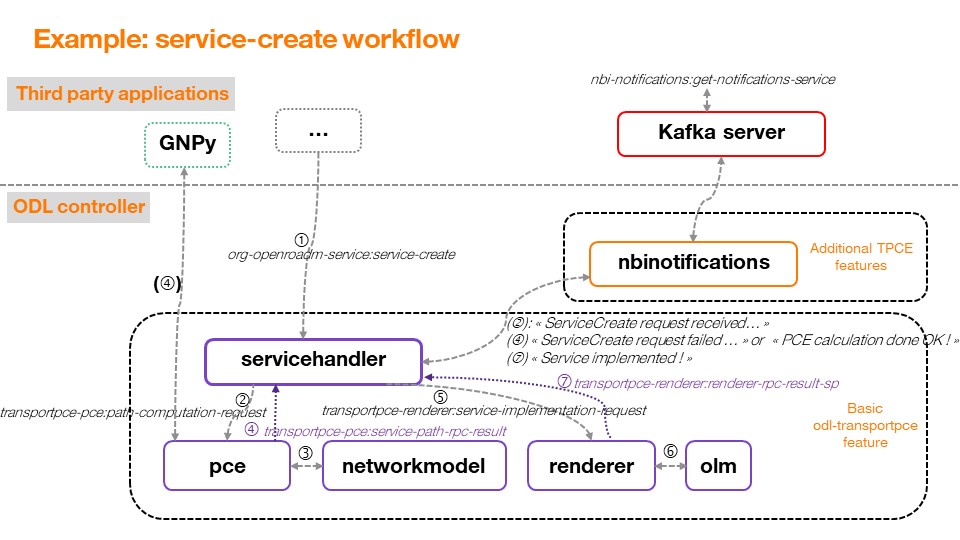 Example: service-create workflow
nbi-notifications:get-notifications-service
Third party applications
GNPy
...
Kafka server
ODL controller
①
org-openroadm-service:service-create
nbinotifications
Additional TPCE
features
(④)
(②): « ServiceCreate request received... »
(④) « ServiceCreate request failed ... » or « PCE calculation done OK ! »
(⑦) « Service implemented ! »
servicehandler
⑦ transportpce-renderer:renderer-rpc-result-sp
②
⑤
transportpce-pce:path-computation-request
transportpce-renderer:service-implementation-request
Basic
odl-transportpce
feature
④ transportpce-pce:service-path-rpc-result
pce
③
networkmodel
renderer
⑥
olm